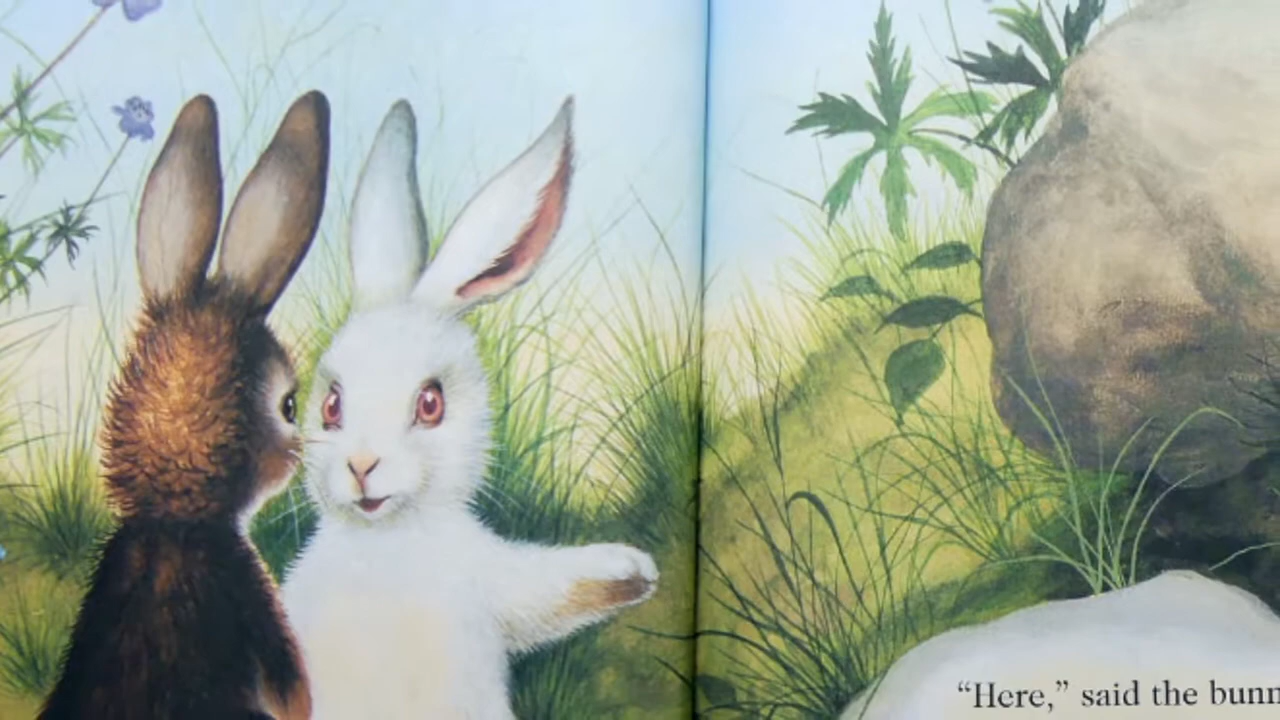 “Here,” said the